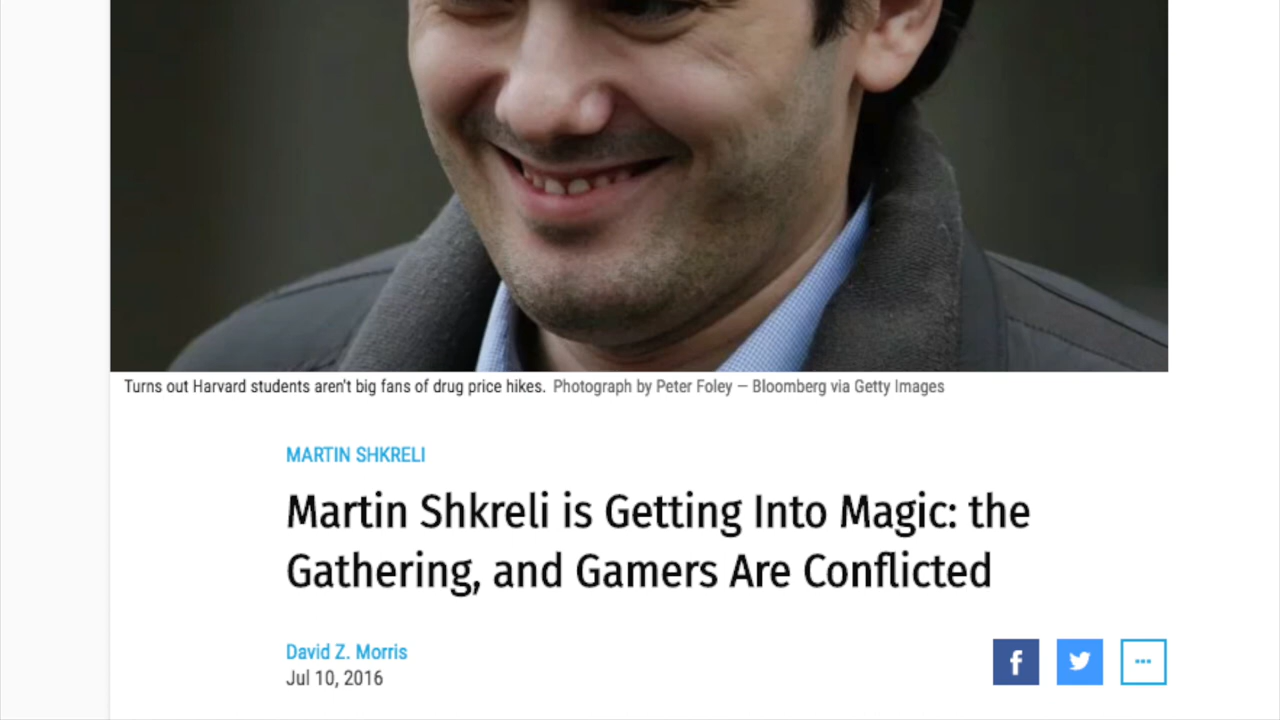 Turns out Harvard students aren't big fans of drug price hikes. Photograph by Peter Foley — Bloomberg via Getty Images
MARTIN SHKRELI
Martin Shkreli is Getting Into Magic: the
Gathering, and Gamers Are Conflicted
David Z. Morris
Jul 10, 2016